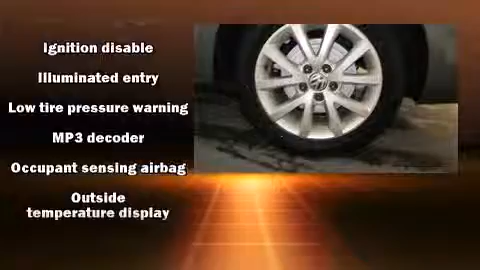 Ignition disable
Illuminated entry
Low tire pressure warning
MP3 decoder
Occupant sensing airbag
Outside
temperature display